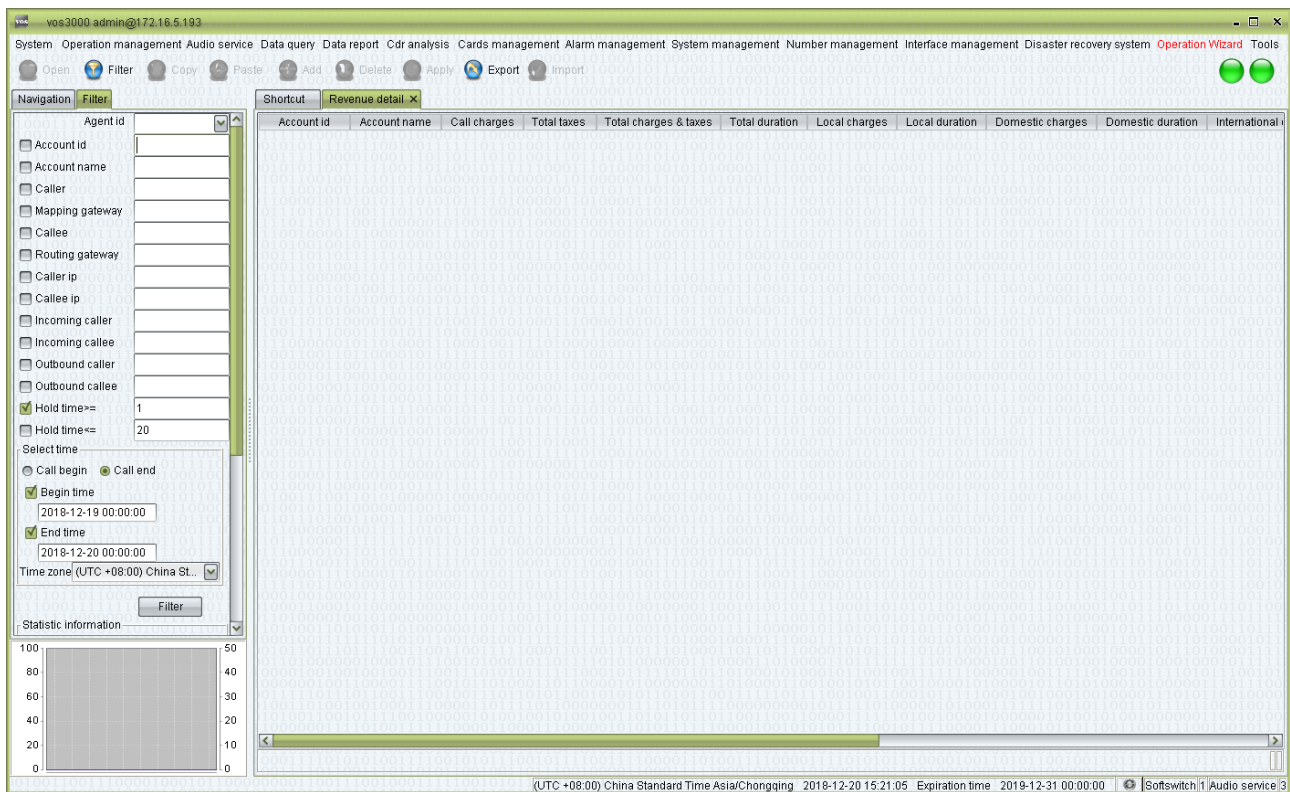 vos vos3000 admin@172.16.5.193
System Operation management Audio service Data query Data report Cdr analysis Cards management Alarm management System management Number management Interface management Disaster recovery system Operation Wizard Tools
Open Filter Copy Paste Add Delete Apply Export Import
Navigation Filter
Shortcut Revenue detail ×
Agent id
Account id
Account name
Caller
Mapping gateway
Callee
Routing gateway
Caller ip
Callee ip
Incoming caller
Incoming callee
Outbound caller
Outbound callee
Hold time>= 1
Hold time<= 20
Select time
Call begin Call end
Begin time
2018-12-19 00:00:00
End time
2018-12-20 00:00:00
Time zone (UTC +08:00) China St...
Filter
Statistic information
100 50
80 40
60 30
40 20
20 10
0 0
Account id Account name Call charges Total taxes Total charges & taxes Total duration Local charges Local duration Domestic charges Domestic duration International
(UTC +08:00) China Standard Time Asia/Chongqing 2018-12-20 15:21:05 Expiration time 2019-12-31 00:00:00 Softswitch 1 Audio service 3